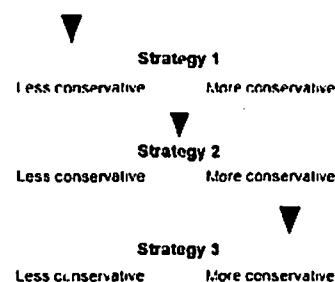 Strategy 1
Less conservative More conservative
Strategy 2
Less conservative More conservative
Strategy 3
Less conservative More conservative